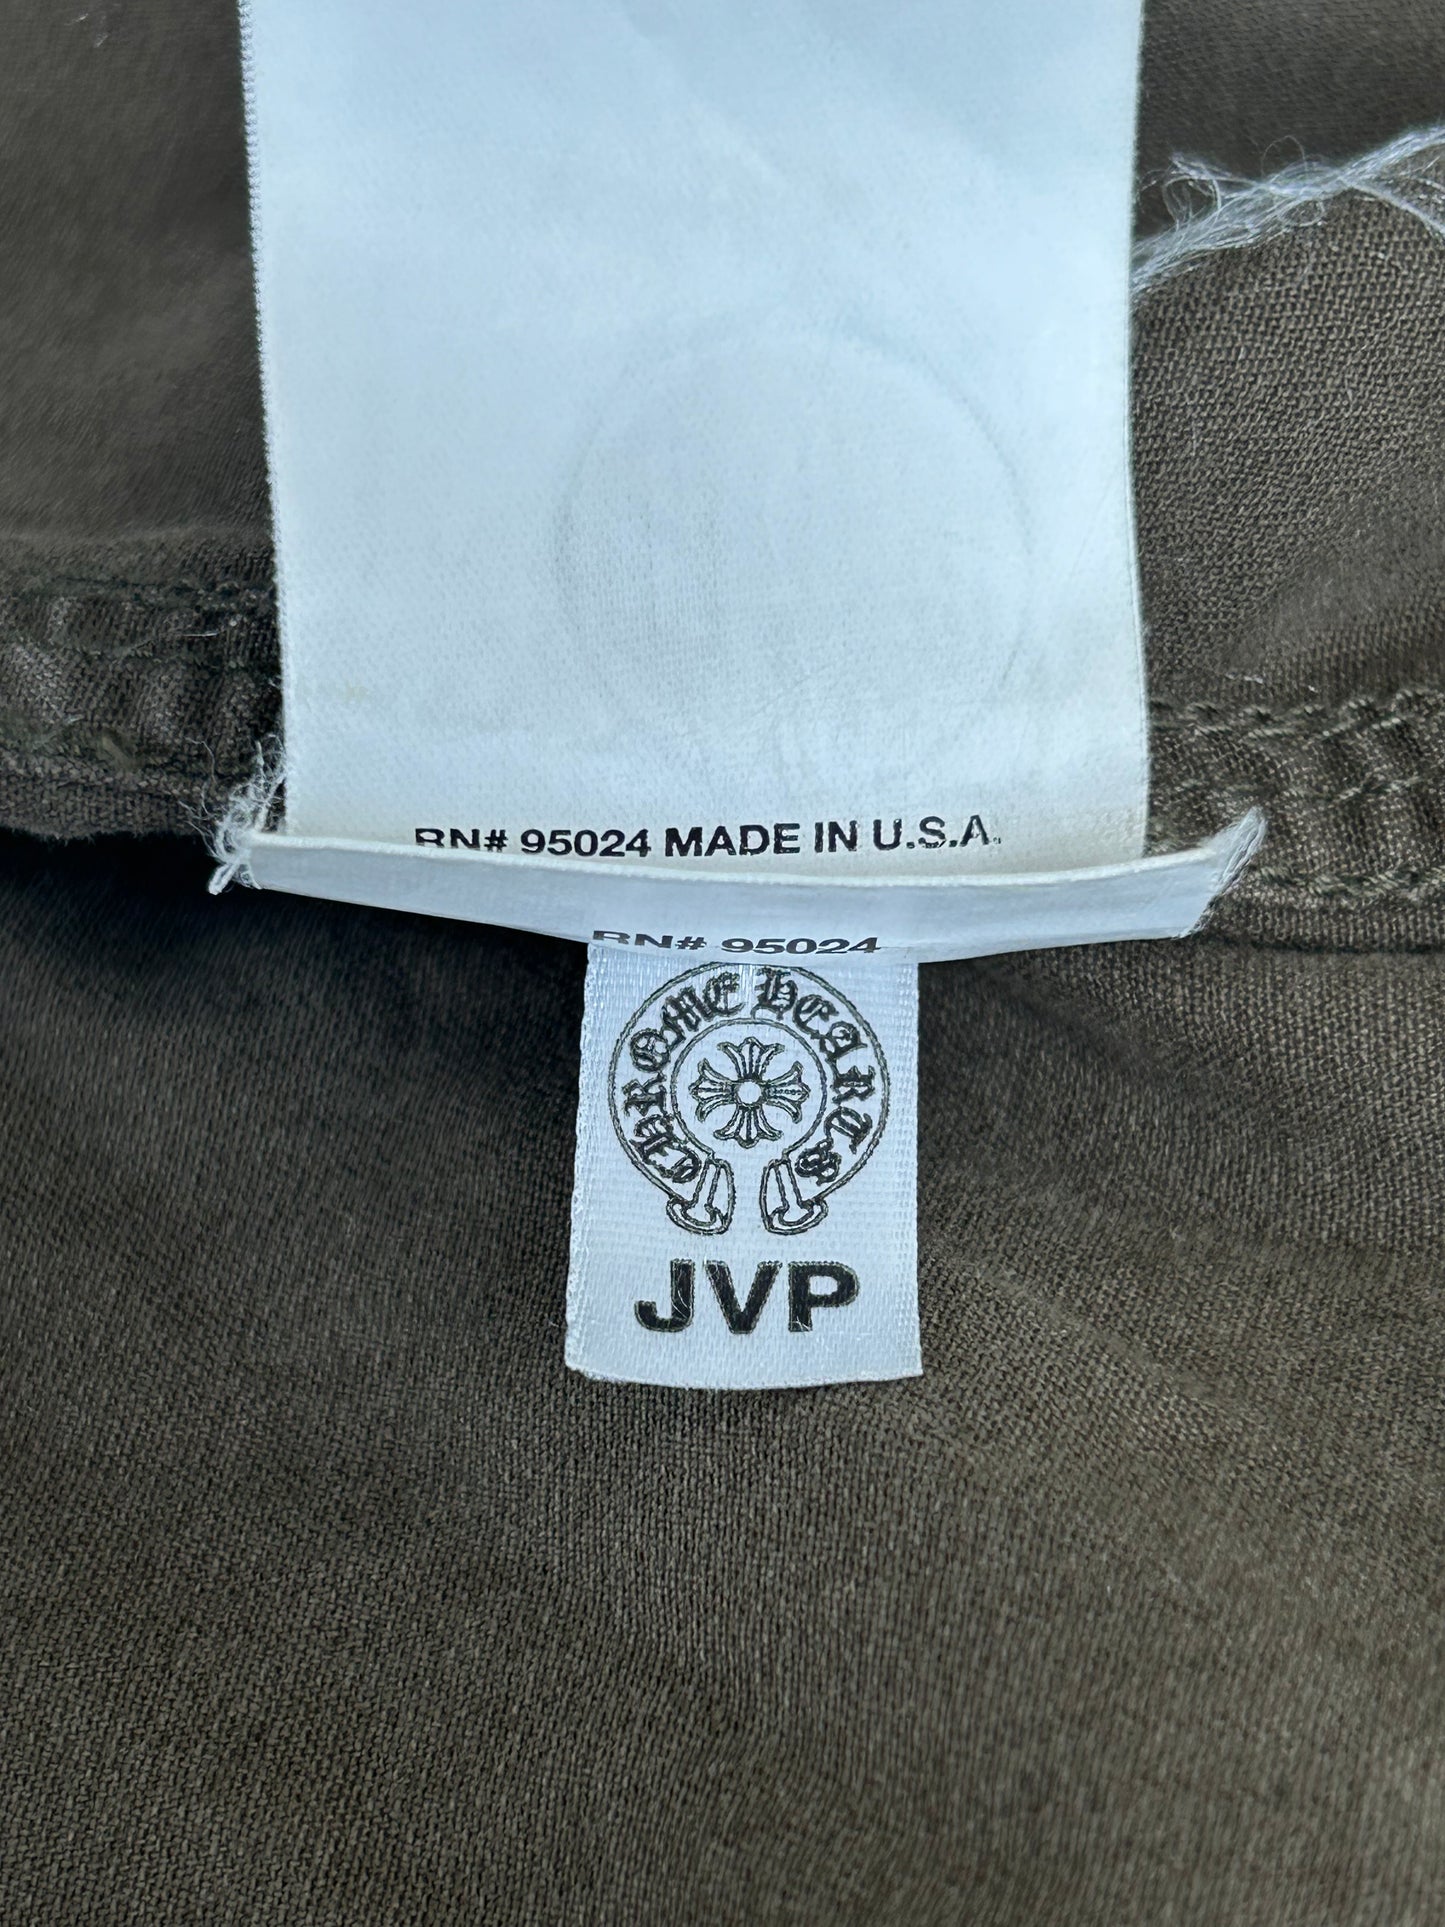 RN# 95024 MADE IN U.S.A.
RN# 95024
CHROME HEARTS
JVP